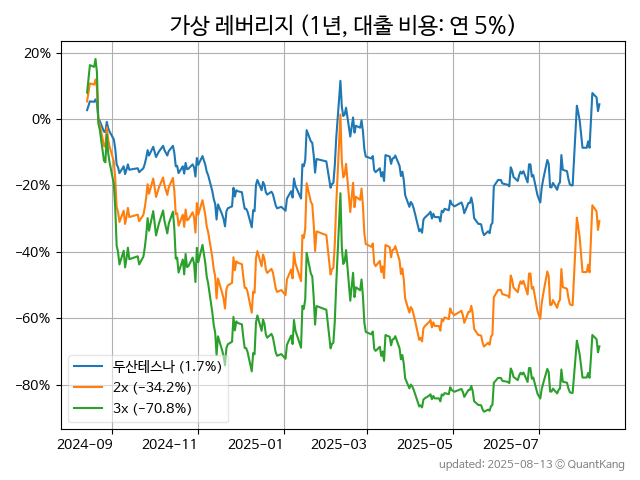 가상 레버리지 (1년, 대출 비용: 연 5%)
20%
0%
−20%
−40%
−60%
−80%
두산테스나 (1.7%)
2x (−34.2%)
3x (−70.8%)
2024-09 2024-11 2025-01 2025-03 2025-05 2025-07
updated: 2025-08-13 © QuantKang